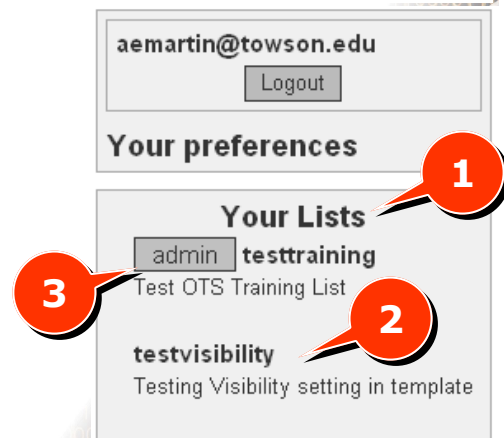 aemartin@towson.edu
Logout
Your preferences
1
Your Lists
admin testtraining
3
Test OTS Training List
2
testvisibility
Testing Visibility setting in template